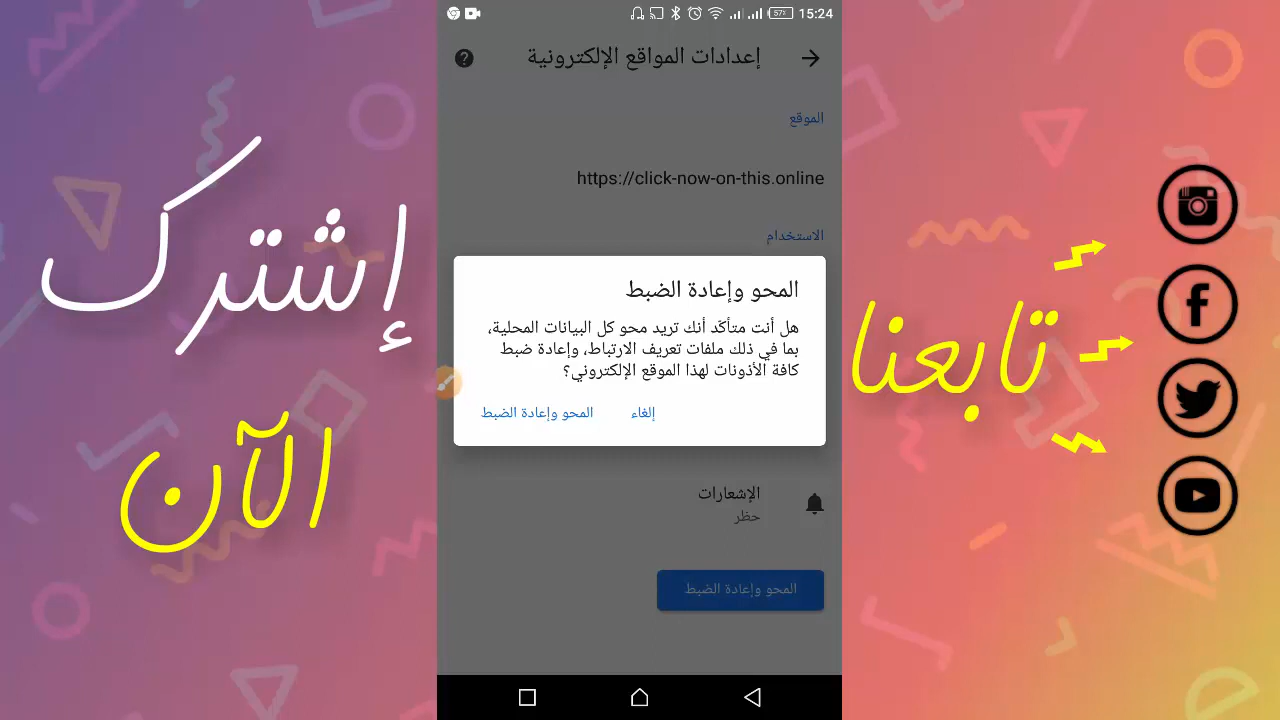 إشترك
الآن
57%
15:24
إعدادات المواقع الإلكترونية
الموقع
https://click-now-on-this.online
الاستخدام
المحو وإعادة الضبط
هل أنت متأكّد أنك تريد محو كل البيانات المحلية،
بما في ذلك ملفات تعريف الارتباط، وإعادة ضبط
كافة الأذونات لهذا الموقع الإلكتروني؟
إلغاء
المحو وإعادة الضبط
الإشعارات
حظر
المحو وإعادة الضبط
تابعنا